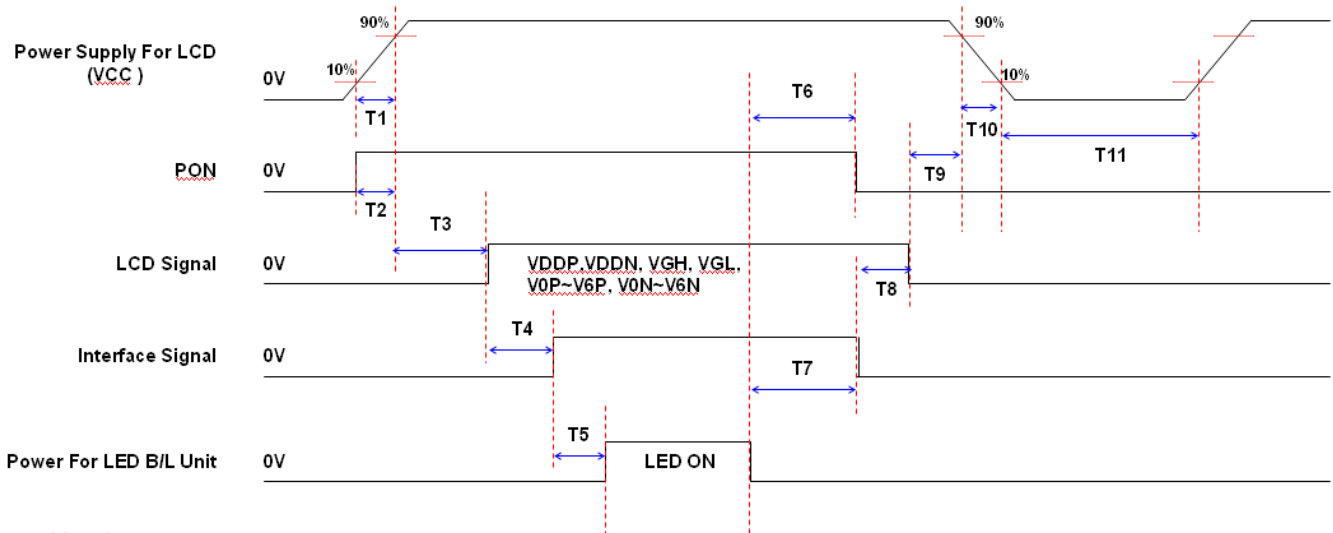 90%
90%
Power Supply For LCD
(VCC )
10%
10%
0V
T1
T6
T10
T11
PON
0V
T9
T2
T3
LCD Signal
0V
VDDP,VDDN, VGH, VGL,
V0P~V6P, V0N~V6N
T8
T4
Interface Signal
0V
T7
T5
Power For LED B/L Unit
0V
LED ON